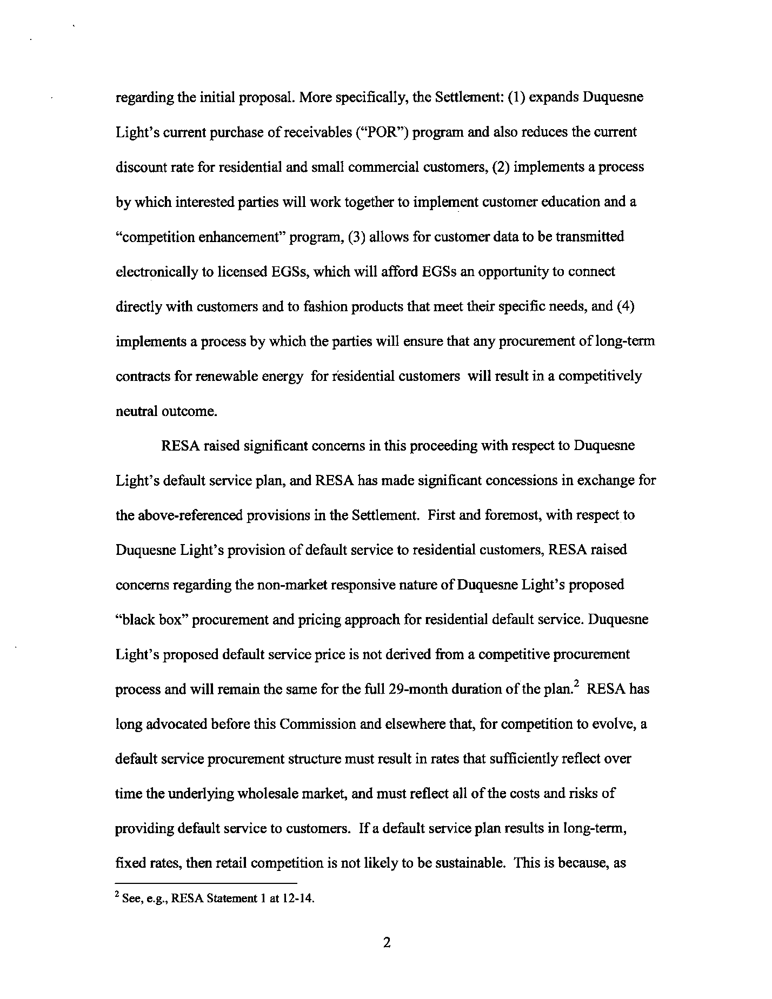 regarding the initial proposal. More specifically, the Settlement: (1) expands Duquesne
Light's current purchase of receivables (“POR”) program and also reduces the current
discount rate for residential and small commercial customers, (2) implements a process
by which interested parties will work together to implement customer education and a
“competition enhancement” program, (3) allows for customer data to be transmitted
electronically to licensed EGSs, which will afford EGSs an opportunity to connect
directly with customers and to fashion products that meet their specific needs, and (4)
implements a process by which the parties will ensure that any procurement of long-term
contracts for renewable energy for residential customers will result in a competitively
neutral outcome.
RESA raised significant concerns in this proceeding with respect to Duquesne
Light's default service plan, and RESA has made significant concessions in exchange for
the above-referenced provisions in the Settlement. First and foremost, with respect to
Duquesne Light's provision of default service to residential customers, RESA raised
concerns regarding the non-market responsive nature of Duquesne Light's proposed
“black box” procurement and pricing approach for residential default service. Duquesne
Light's proposed default service price is not derived from a competitive procurement
process and will remain the same for the full 29-month duration of the plan.² RESA has
long advocated before this Commission and elsewhere that, for competition to evolve, a
default service procurement structure must result in rates that sufficiently reflect over
time the underlying wholesale market, and must reflect all of the costs and risks of
providing default service to customers. If a default service plan results in long-term,
fixed rates, then retail competition is not likely to be sustainable. This is because, as
² See, e.g., RESA Statement 1 at 12-14.
2